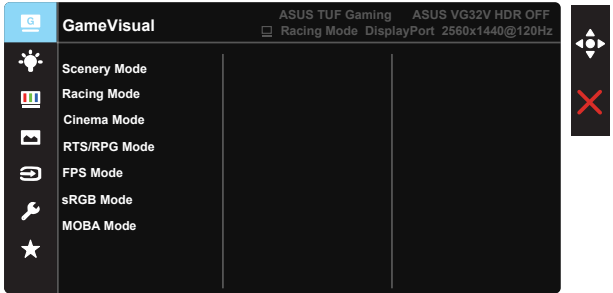 G
GameVisual
ASUS TUF Gaming ASUS VG32V HDR OFF
Racing Mode DisplayPort 2560x1440@120Hz
Scenery Mode
Racing Mode
Cinema Mode
RTS/RPG Mode
FPS Mode
sRGB Mode
MOBA Mode